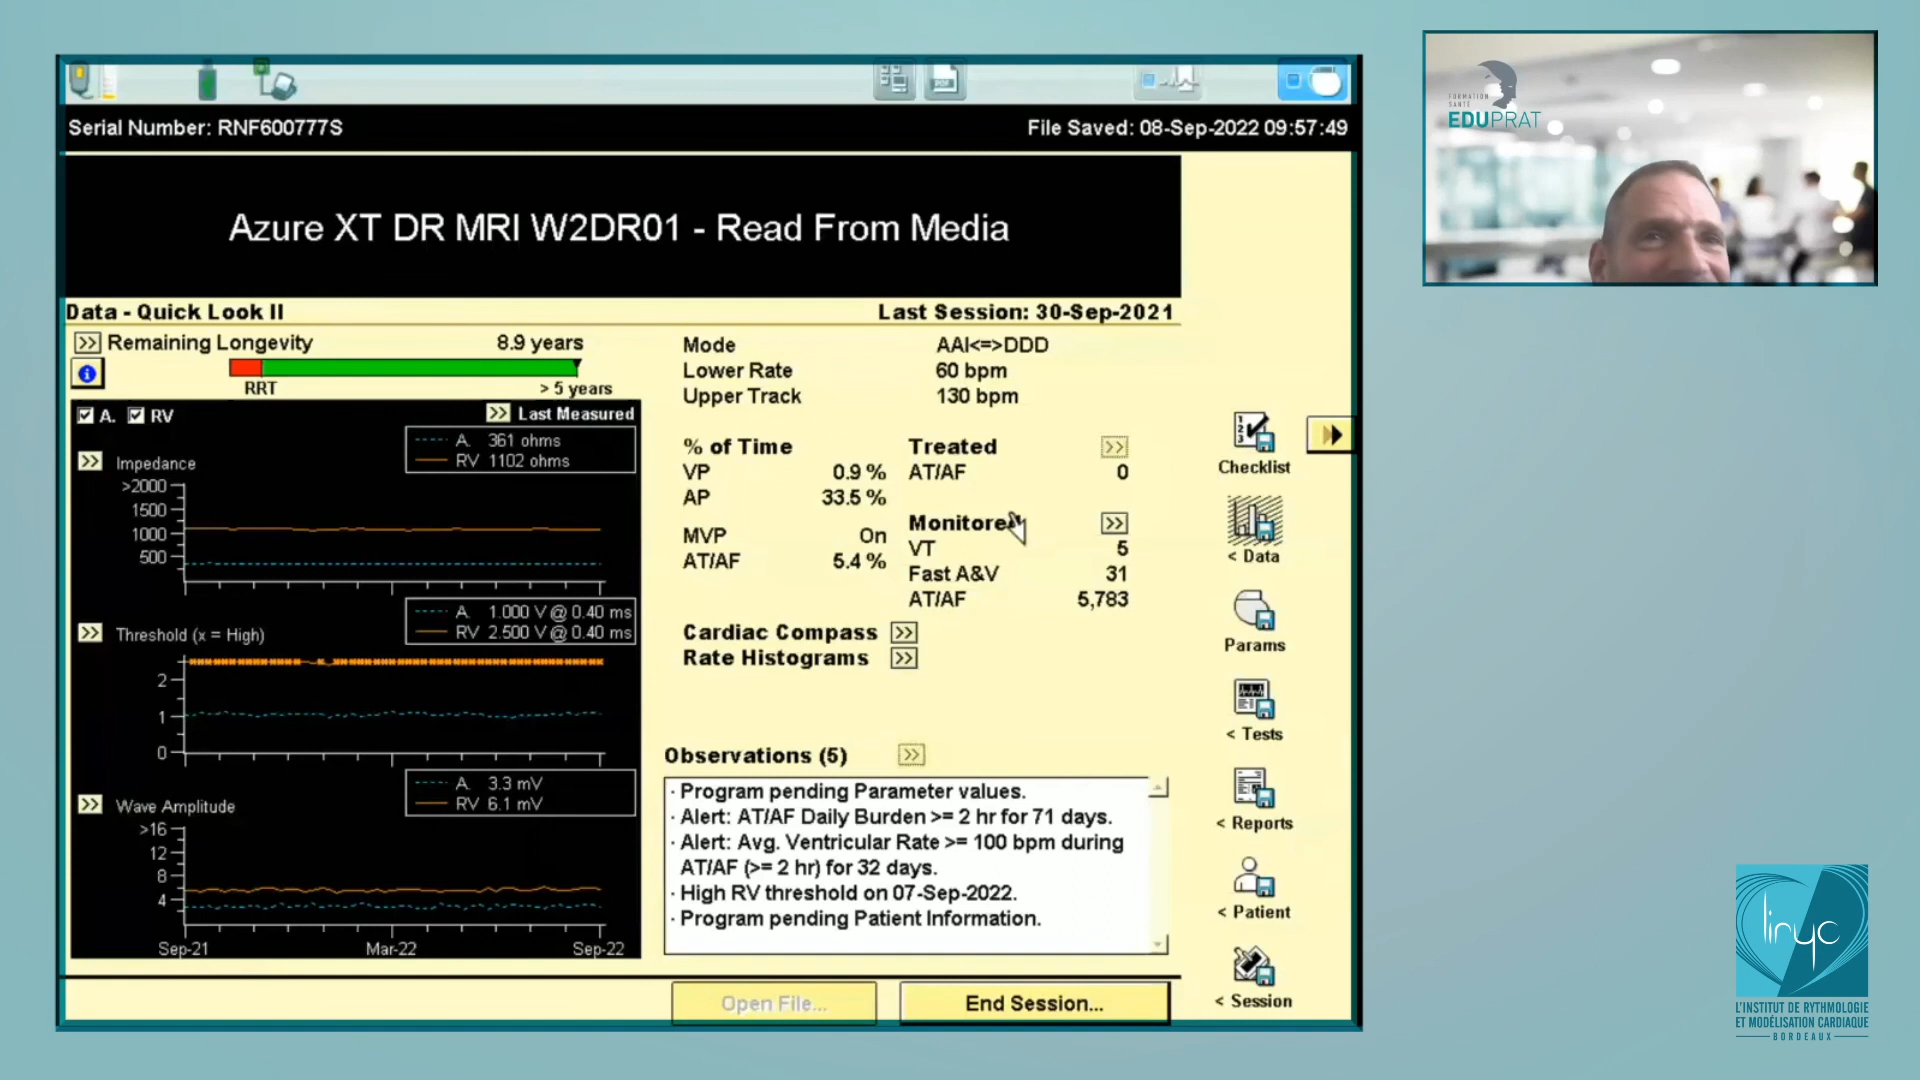 Serial Number: RNF600777S
File Saved: 08-Sep-2022 09:57:49
Azure XT DR MRI W2DR01 - Read From Media
Data - Quick Look II
Last Session: 30-Sep-2021
>> Remaining Longevity 8.9 years
RRT > 5 years
A. RV >> Last Measured
A. 361 ohms
RV 1102 ohms
>> Impedance
>2000
1500
1000
500
A. 1.000 V @ 0.40 ms
RV 2.500 V @ 0.40 ms
>> Threshold (x = High)
2
1
0
A. 3.3 mV
RV 6.1 mV
>> Wave Amplitude
>16
12
8
4
Sep-21 Mar-22 Sep-22
Mode AAI<=>DDD
Lower Rate 60 bpm
Upper Track 130 bpm
% of Time
VP 0.9 %
AP 33.5 %
MVP On
AT/AF 5.4 %
Treated >>
AT/AF 0
Monitored >>
VT 5
Fast A&V 31
AT/AF 5,783
Cardiac Compass >>
Rate Histograms >>
Observations (5) >>
· Program pending Parameter values.
· Alert: AT/AF Daily Burden >= 2 hr for 71 days.
· Alert: Avg. Ventricular Rate >= 100 bpm during
AT/AF (>= 2 hr) for 32 days.
· High RV threshold on 07-Sep-2022.
· Program pending Patient Information.
Open File...
End Session...
Checklist
< Data
Params
< Tests
< Reports
< Patient
< Session
FORMATION
SANTÉ
EDUPRAT
liryc
L'INSTITUT DE RYTHMOLOGIE
ET MODÉLISATION CARDIAQUE
BORDEAUX